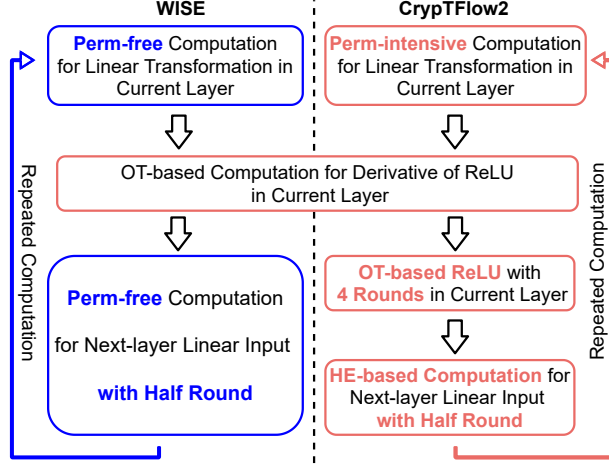 WISE
CrypTFlow2
Perm-free Computation
for Linear Transformation in
Current Layer
Perm-intensive Computation
for Linear Transformation in
Current Layer
OT-based Computation for Derivative of ReLU
in Current Layer
Perm-free Computation
for Next-layer Linear Input
with Half Round
OT-based ReLU with
4 Rounds in Current Layer
HE-based Computation for
Next-layer Linear Input
with Half Round
Repeated Computation
Repeated Computation